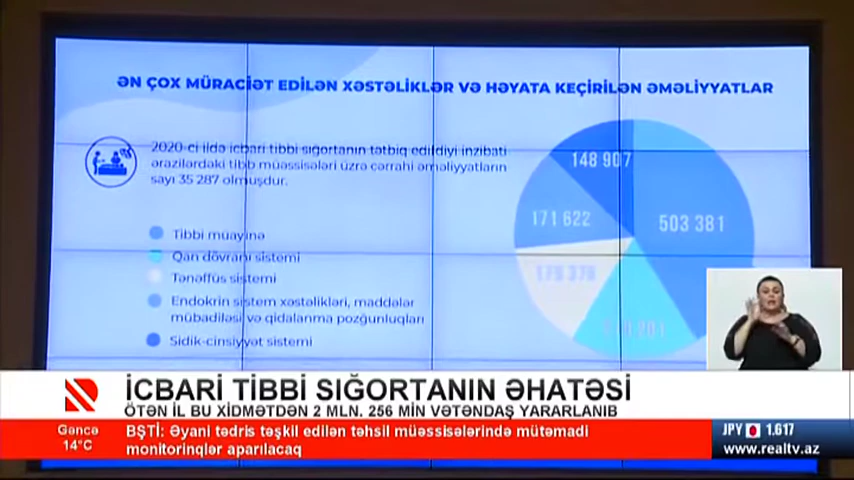 ƏN ÇOX MÜRACİƏT EDİLƏN XƏSTƏLİKLƏR VƏ HƏYATA KEÇİRİLƏN ƏMƏLİYYATLAR
2020-ci ildə icbari tibbi sığortanın tətbiq edildiyi inzibati
ərazilərdəki tibb müəssisələri üzrə cərrahi əməliyyatların
sayı 35 287 olmuşdur.
Tibbi müayinə
Qan dövranı sistemi
Tənəffüs sistemi
Endokrin sistem xəstəlikləri, maddələr
mübadiləsi və qidalanma pozğunluqları
Sidik-cinsiyyət sistemi
148 907
171 622
503 381
İCBARİ TİBBİ SIĞORTANIN ƏHATƏSİ
ÖTƏN İL BU XİDMƏTDƏN 2 MLN. 256 MİN VƏTƏNDAŞ YARARLANIB
Gəncə
14°C
BŞTİ: Əyani tədris təşkil edilən təhsil müəssisələrində mütəmadi
monitorinqlər aparılacaq
JPY 1.617
www.realtv.az